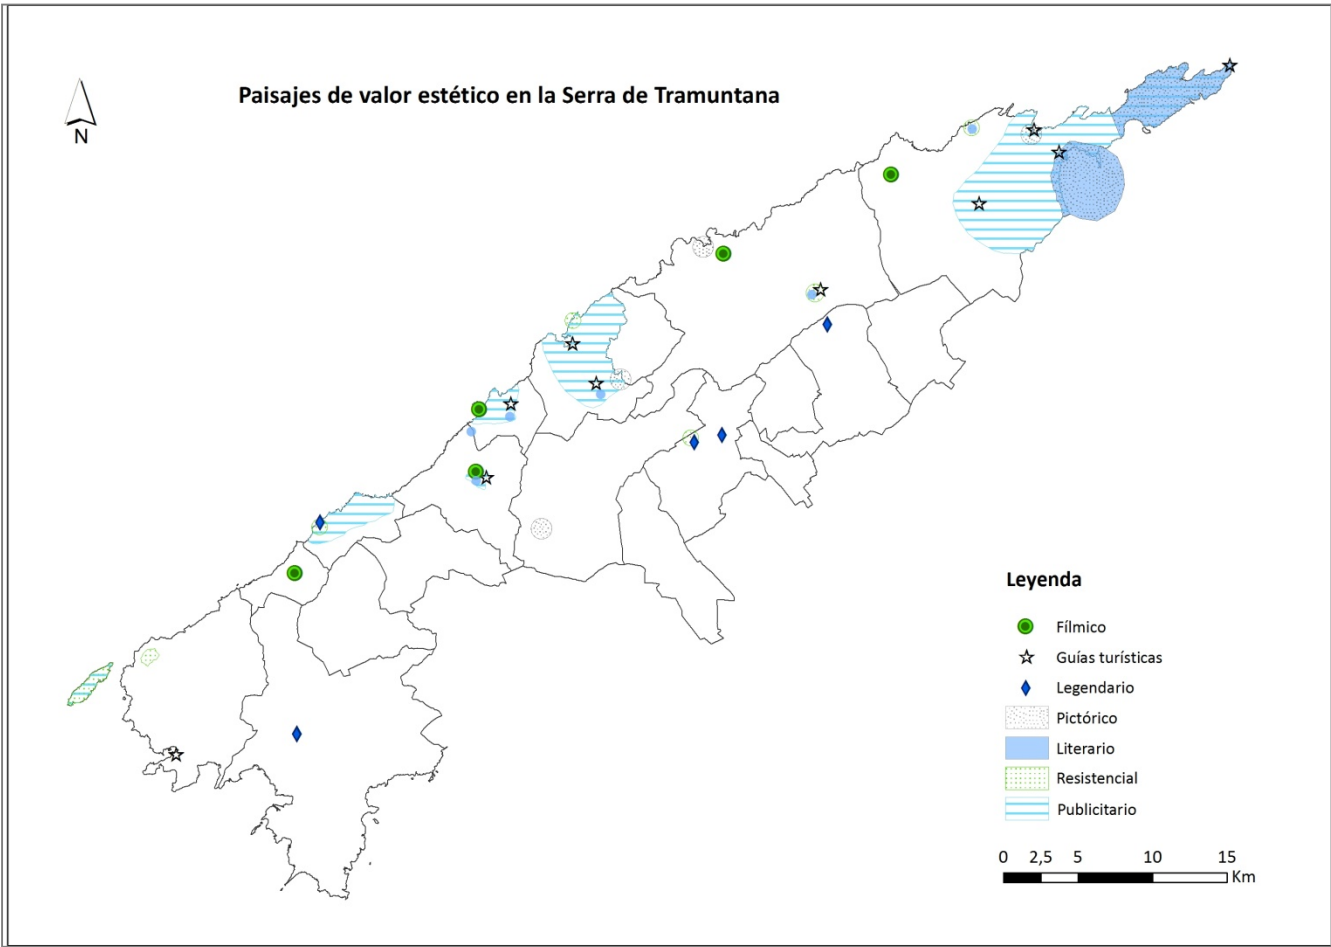 Paisajes de valor estético en la Serra de Tramuntana
N
Leyenda
Fílmico
Guías turísticas
Legendario
Pictórico
Literario
Resistencial
Publicitario
0 2,5 5 10 15
Km